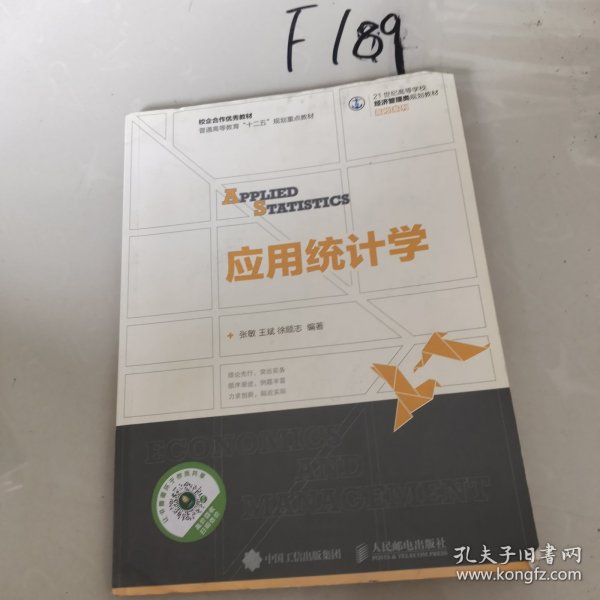 F189
校企合作优秀教材
普通高等教育“十二五”规划重点教材
21世纪高等学校
经济管理类规划教材
APPLIED
STATISTICS
应用统计学
张敏 王斌 徐顺志 编著
理论先行，突出实务
循序渐进，例题丰富
力求创新，贴近实际
ECONOMICS
AND
MANAGEMENT
中国工信出版集团
人民邮电出版社
孔夫子旧书网
www.kongfz.com